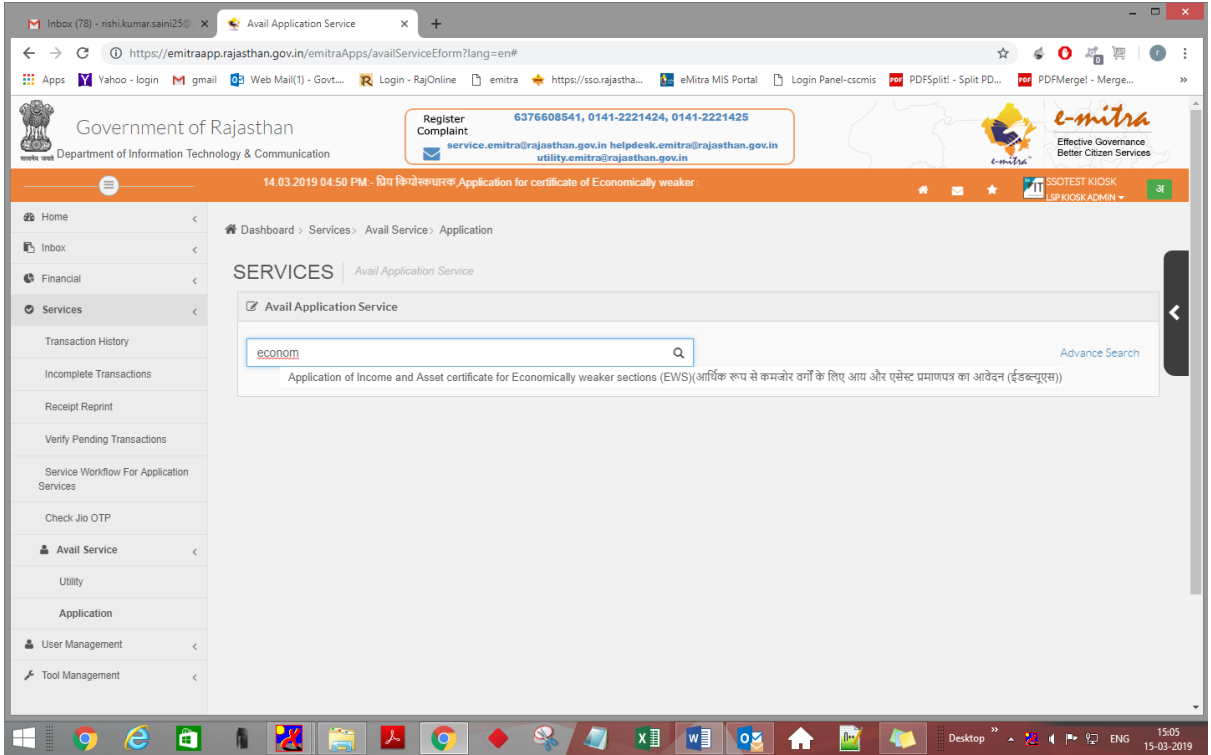 Inbox (78) - rishi.kumar.saini25@
Avail Application Service
https://emitraapp.rajasthan.gov.in/emitraApps/availServiceEform?lang=en#
Apps Yahoo - login gmail Web Mail(1) - Govt.... Login - RajOnline emitra https://sso.rajastha... eMitra MIS Portal Login Panel-cscmis PDFSplit! - Split PD... PDFMerge! - Merge... »
Government of Rajasthan
Department of Information Technology & Communication
Register Complaint
6376608541, 0141-2221424, 0141-2221425
service.emitra@rajasthan.gov.in helpdesk.emitra@rajasthan.gov.in
utility.emitra@rajasthan.gov.in
e-mitra
e-mitra
Effective Governance
Better Citizen Services
14.03.2019 04:50 PM:- प्रिय कियोस्कधारक,Application for certificate of Economically weaker
SSOTEST KIOSK
LSP KIOSKADMIN
अ
Home
Inbox
Financial
Services
Transaction History
Incomplete Transactions
Receipt Reprint
Verify Pending Transactions
Service Workflow For Application
Services
Check Jio OTP
Avail Service
Utility
Application
User Management
Tool Management
Dashboard > Services > Avail Service > Application
SERVICES Avail Application Service
Avail Application Service
econom
Advance Search
Application of Income and Asset certificate for Economically weaker sections (EWS)(आर्थिक रूप से कमजोर वर्गों के लिए आय और एसेस्ट प्रमाणपत्र का आवेदन (ईडब्ल्यूएस))
Desktop » ENG 15:05
15-03-2019